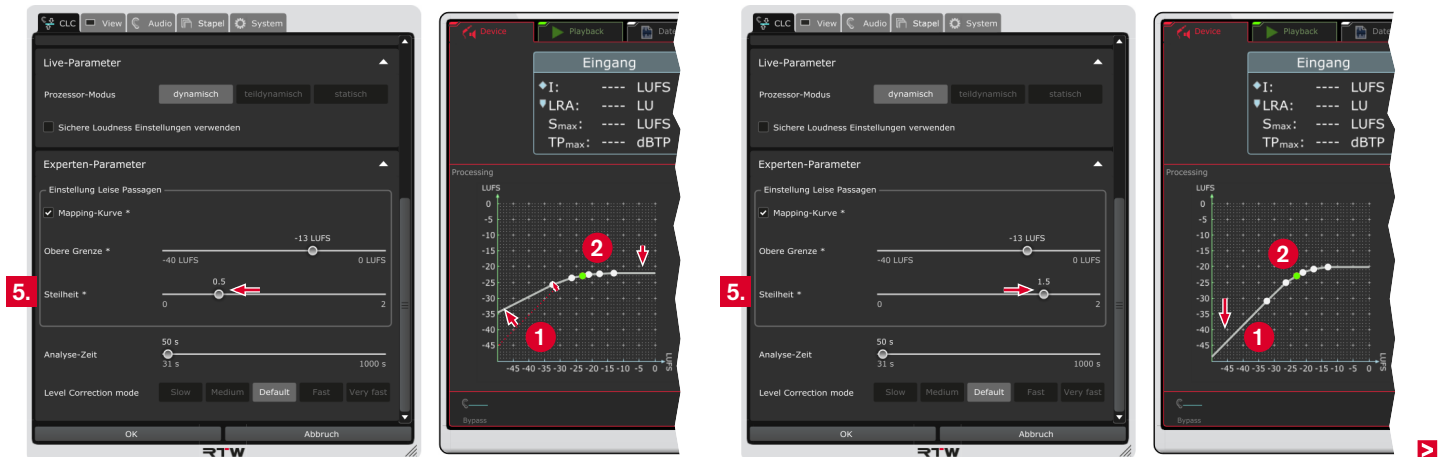 CLC View Audio Stapel System
Live-Parameter
Prozessor-Modus dynamisch teildynamisch statisch
Sichere Loudness Einstellungen verwenden
Experten-Parameter
Einstellung Leise Passagen
Mapping-Kurve *
-13 LUFS
Obere Grenze *
-40 LUFS 0 LUFS
5.
0.5
Steilheit *
0 2
50 s
Analyse-Zeit
31 s 1000 s
Level Correction mode Slow Medium Default Fast Very fast
OK Abbruch
RTW
Device Playback Date
Eingang
I: ---- LUFS
LRA: ---- LU
Smax: ---- LUFS
TPmax: ---- dBTP
Processing
LUFS
0
-5
-10
-15
-20
-25
-30
-35
-40
-45
2
1
-45 -40 -35 -30 -25 -20 -15 -10 -5 0 LUFS
Bypass
CLC View Audio Stapel System
Live-Parameter
Prozessor-Modus dynamisch teildynamisch statisch
Sichere Loudness Einstellungen verwenden
Experten-Parameter
Einstellung Leise Passagen
Mapping-Kurve *
-13 LUFS
Obere Grenze *
-40 LUFS 0 LUFS
5.
1.5
Steilheit *
0 2
50 s
Analyse-Zeit
31 s 1000 s
Level Correction mode Slow Medium Default Fast Very fast
OK Abbruch
RTW
Device Playback Date
Eingang
I: ---- LUFS
LRA: ---- LU
Smax: ---- LUFS
TPmax: ---- dBTP
Processing
LUFS
0
-5
-10
-15
-20
-25
-30
-35
-40
-45
2
1
-45 -40 -35 -30 -25 -20 -15 -10 -5 0 LUFS
Bypass